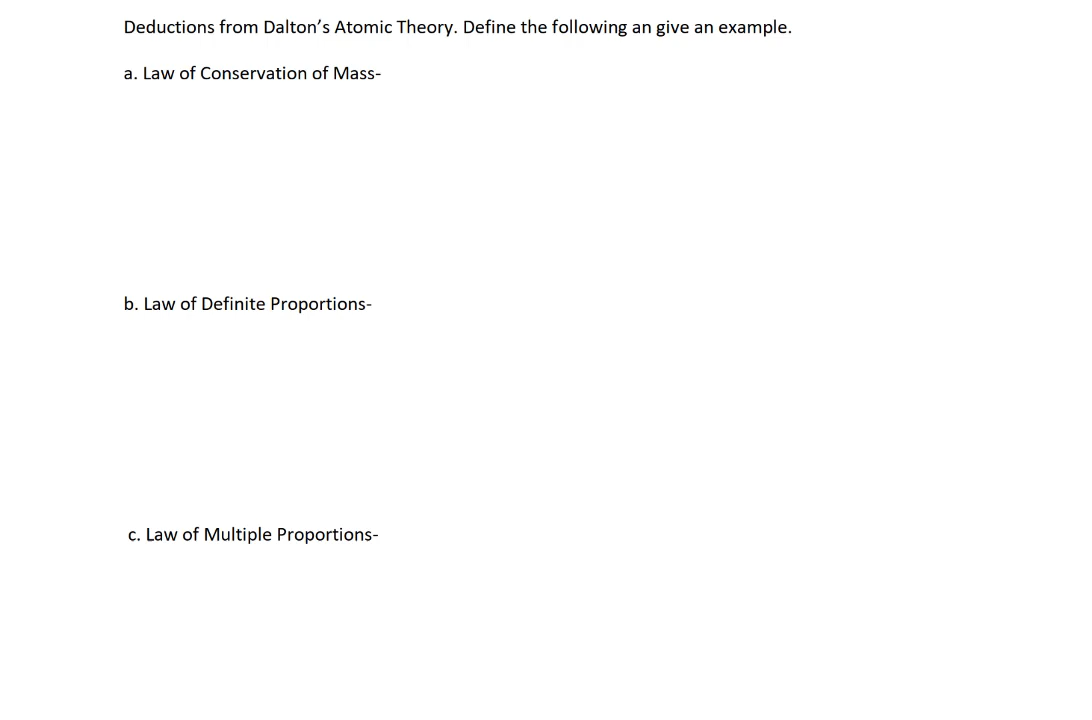 Deductions from Dalton’s Atomic Theory. Define the following an give an example.
a. Law of Conservation of Mass-
b. Law of Definite Proportions-
c. Law of Multiple Proportions-